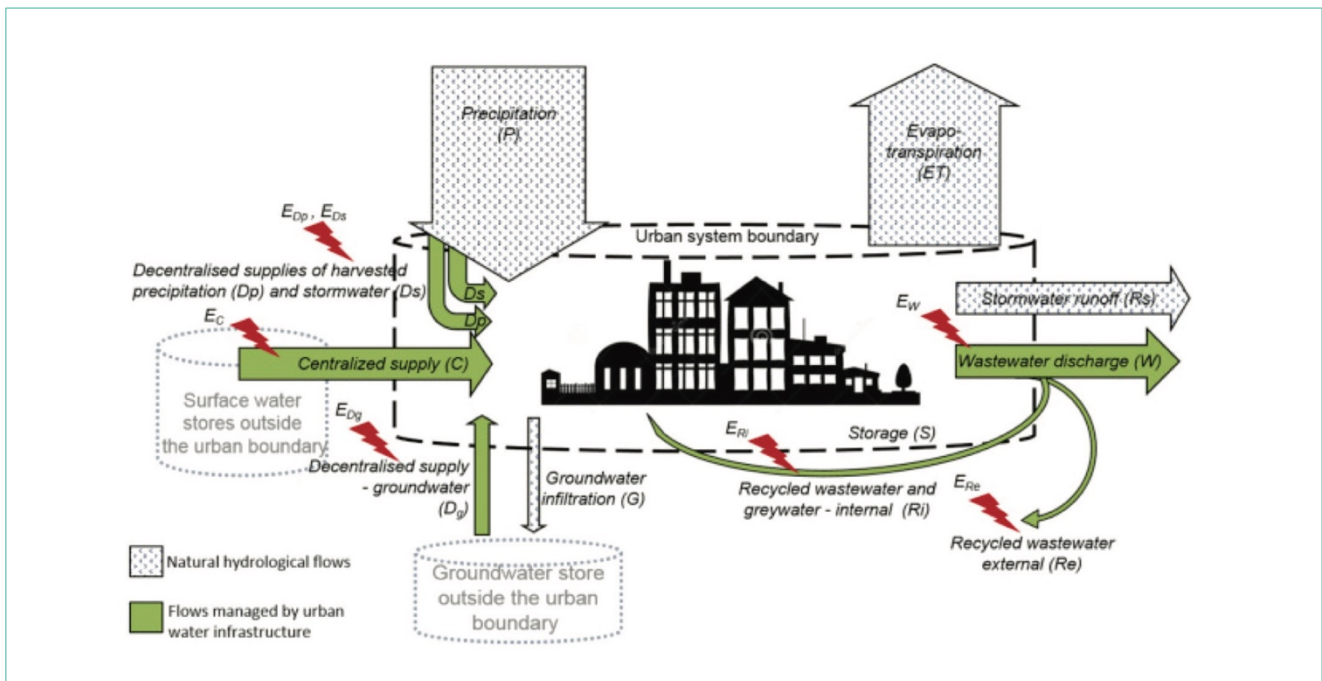 Precipitation
(P)
Evapo-
transpiration
(ET)
E_Dp , E_Ds
Urban system boundary
Decentralised supplies of harvested
precipitation (Dp) and stormwater (Ds)
Ds
Dp
E_C
E_W
Stormwater runoff (Rs)
Centralized supply (C)
Wastewater discharge (W)
Surface water
stores outside
the urban boundary
E_Dg
E_Ri
Storage (S)
Decentralised supply
- groundwater
(Dg)
Groundwater
infiltration (G)
Recycled wastewater and
greywater - internal (Ri)
E_Re
Recycled wastewater
external (Re)
Natural hydrological flows
Groundwater store
outside the urban
boundary
Flows managed by urban
water infrastructure